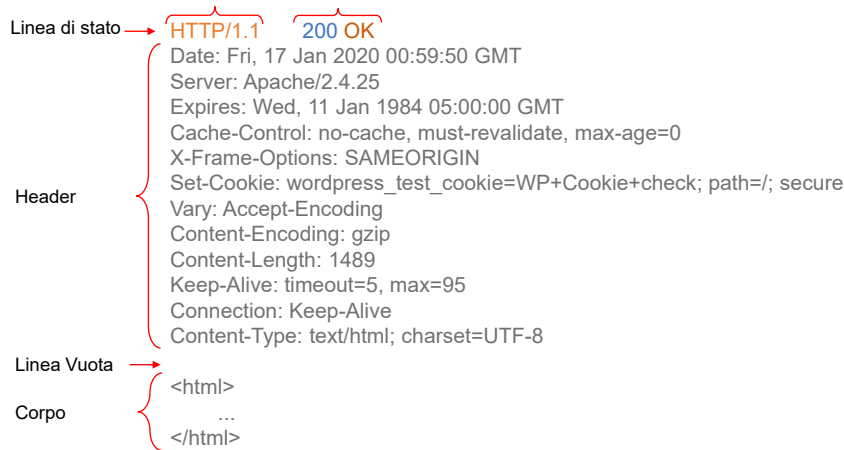 Linea di stato HTTP/1.1 200 OK
Date: Fri, 17 Jan 2020 00:59:50 GMT
Server: Apache/2.4.25
Expires: Wed, 11 Jan 1984 05:00:00 GMT
Cache-Control: no-cache, must-revalidate, max-age=0
X-Frame-Options: SAMEORIGIN
Set-Cookie: wordpress_test_cookie=WP+Cookie+check; path=/; secure
Header
Vary: Accept-Encoding
Content-Encoding: gzip
Content-Length: 1489
Keep-Alive: timeout=5, max=95
Connection: Keep-Alive
Content-Type: text/html; charset=UTF-8
Linea Vuota
<html>
Corpo ...
</html>